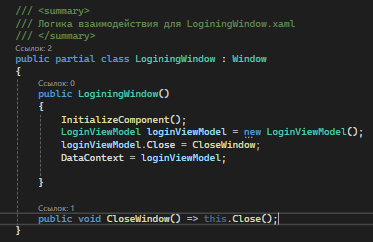 /// <summary>
/// Логика взаимодействия для LoginingWindow.xaml
/// </summary>
Ссылок: 2
public partial class LoginingWindow : Window
{
Ссылок: 0
public LoginingWindow()
{
InitializeComponent();
LoginViewModel loginViewModel = new LoginViewModel();
loginViewModel.Close = CloseWindow;
DataContext = loginViewModel;
}
Ссылок: 1
public void CloseWindow() => this.Close();
}